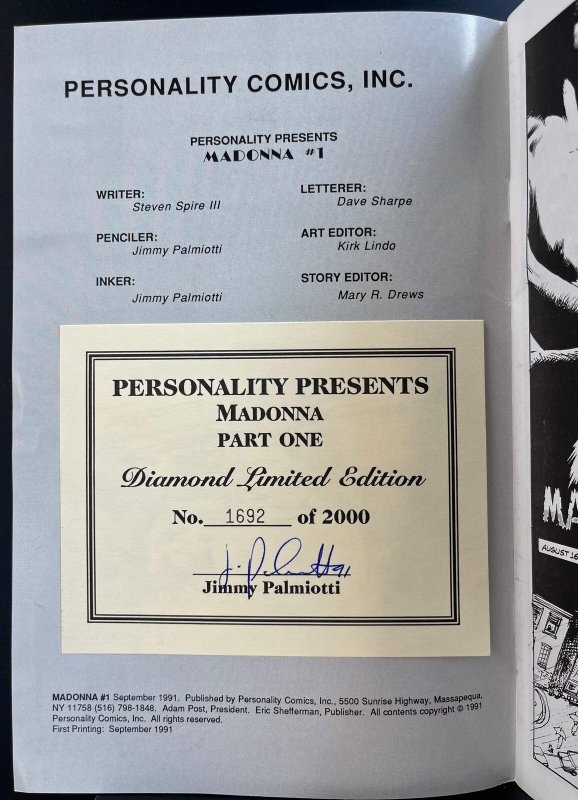 PERSONALITY COMICS, INC.
PERSONALITY PRESENTS
MADONNA #1
WRITER:
Steven Spire III
LETTERER:
Dave Sharpe
PENCILER:
Jimmy Palmiotti
ART EDITOR:
Kirk Lindo
INKER:
Jimmy Palmiotti
STORY EDITOR:
Mary R. Drews
PERSONALITY PRESENTS
MADONNA
PART ONE
Diamond Limited Edition
No. 1692 of 2000
J. Palmiotti 91
Jimmy Palmiotti
MADONNA #1 September 1991. Published by Personality Comics, Inc., 5500 Sunrise Highway, Massapequa,
NY 11758 (516) 798-1848. Adam Post, President. Eric Shefferman, Publisher. All contents copyright © 1991
Personality Comics, Inc. All rights reserved.
First Printing: September 1991
MA
AUGUST 16